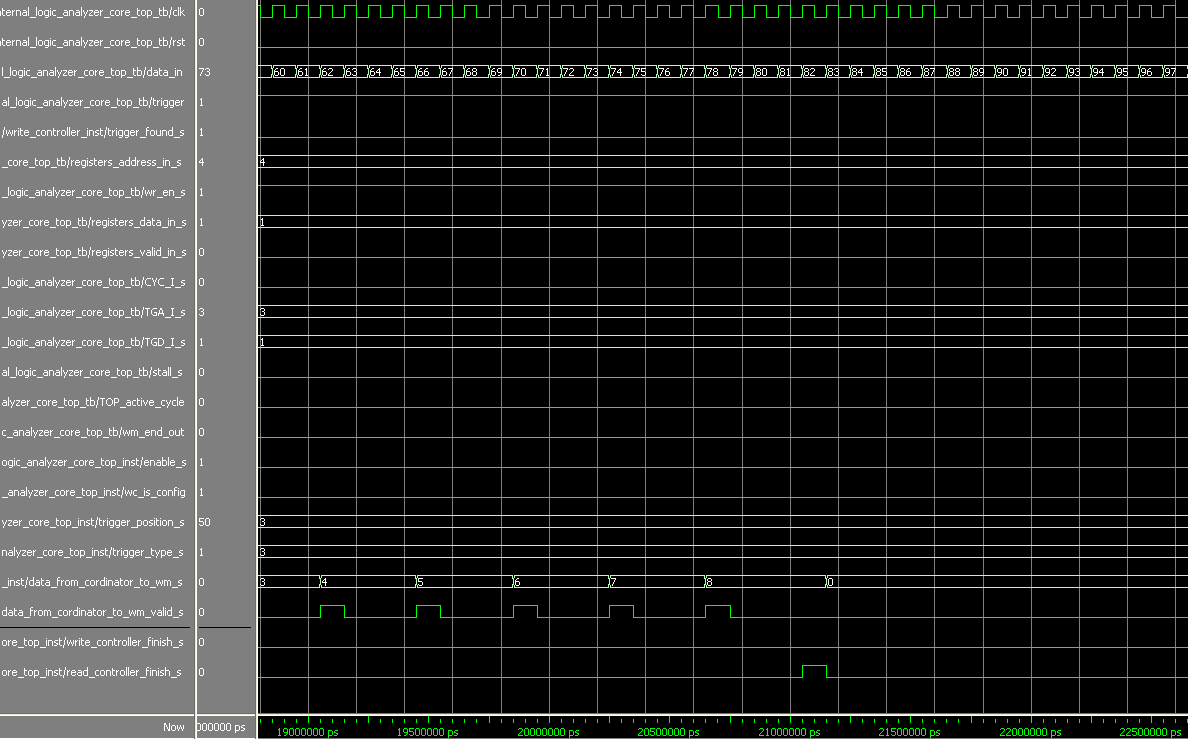 ternal_logic_analyzer_core_top_tb/clk 0
ternal_logic_analyzer_core_top_tb/rst 0
l_logic_analyzer_core_top_tb/data_in 73 60 61 62 63 64 65 66 67 68 69 70 71 72 73 74 75 76 77 78 79 80 81 82 83 84 85 86 87 88 89 90 91 92 93 94 95 96 97
al_logic_analyzer_core_top_tb/trigger 1
/write_controller_inst/trigger_found_s 1
_core_top_tb/registers_address_in_s 4 4
_logic_analyzer_core_top_tb/wr_en_s 1
yzer_core_top_tb/registers_data_in_s 1 1
yzer_core_top_tb/registers_valid_in_s 0
_logic_analyzer_core_top_tb/CYC_I_s 0
_logic_analyzer_core_top_tb/TGA_I_s 3 3
_logic_analyzer_core_top_tb/TGD_I_s 1 1
al_logic_analyzer_core_top_tb/stall_s 0
alyzer_core_top_tb/TOP_active_cycle 0
c_analyzer_core_top_tb/wm_end_out 0
ogic_analyzer_core_top_inst/enable_s 1
_analyzer_core_top_inst/wc_is_config 1
yzer_core_top_inst/trigger_position_s 50 3
nalyzer_core_top_inst/trigger_type_s 1 3
_inst/data_from_cordinator_to_wm_s 0 3 4 5 6 7 8 0
data_from_cordinator_to_wm_valid_s 0
ore_top_inst/write_controller_finish_s 0
ore_top_inst/read_controller_finish_s 0
Now 000000 ps 19000000 ps 19500000 ps 20000000 ps 20500000 ps 21000000 ps 21500000 ps 22000000 ps 22500000 ps